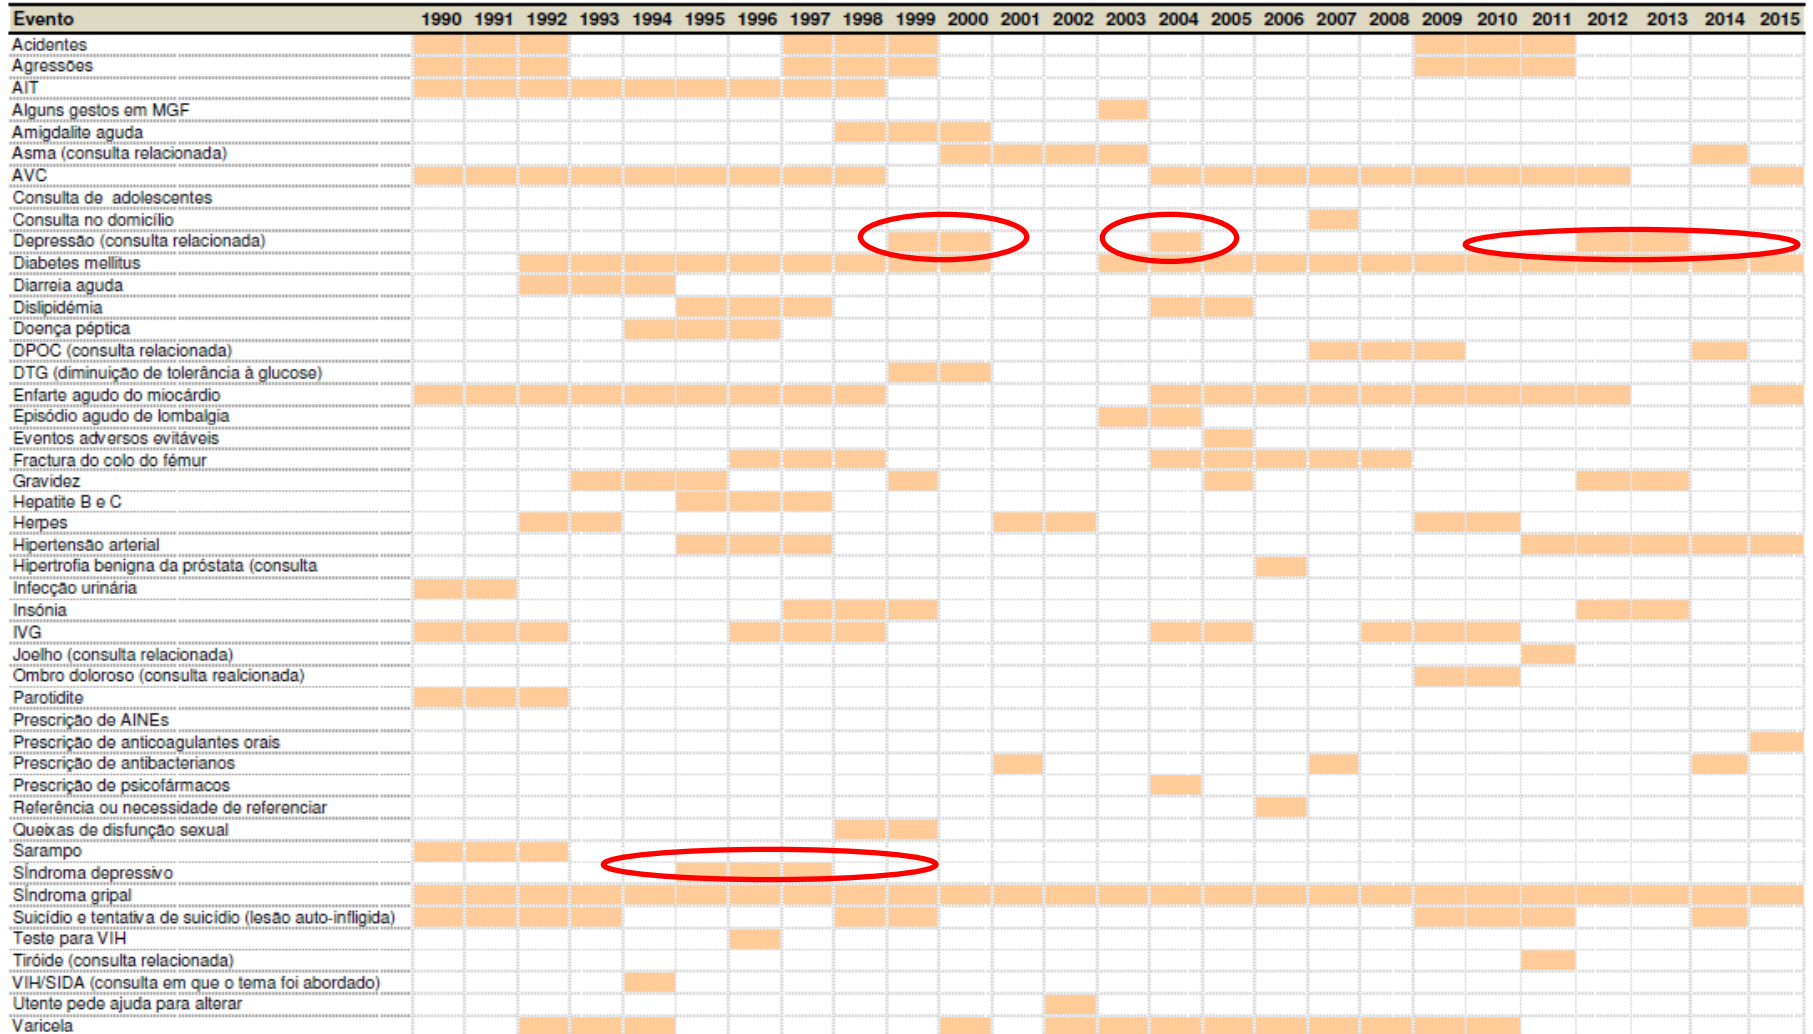 Evento 1990 1991 1992 1993 1994 1995 1996 1997 1998 1999 2000 2001 2002 2003 2004 2005 2006 2007 2008 2009 2010 2011 2012 2013 2014 2015
Acidentes
Agressões
AIT
Alguns gestos em MGF
Amigdalite aguda
Asma (consulta relacionada)
AVC
Consulta de adolescentes
Consulta no domicílio
Depressão (consulta relacionada)
Diabetes mellitus
Diarreia aguda
Dislipidémia
Doença péptica
DPOC (consulta relacionada)
DTG (diminuição de tolerância à glucose)
Enfarte agudo do miocárdio
Episódio agudo de lombalgia
Eventos adversos evitáveis
Fractura do colo do fémur
Gravidez
Hepatite B e C
Herpes
Hipertensão arterial
Hipertrofia benigna da próstata (consulta
Infecção urinária
Insónia
IVG
Joelho (consulta relacionada)
Ombro doloroso (consulta realcionada)
Parotidite
Prescrição de AINEs
Prescrição de anticoagulantes orais
Prescrição de antibacterianos
Prescrição de psicofármacos
Referência ou necessidade de referenciar
Queixas de disfunção sexual
Sarampo
Síndroma depressivo
Síndroma gripal
Suicídio e tentativa de suicídio (lesão auto-infligida)
Teste para VIH
Tiróide (consulta relacionada)
VIH/SIDA (consulta em que o tema foi abordado)
Utente pede ajuda para alterar
Varicela